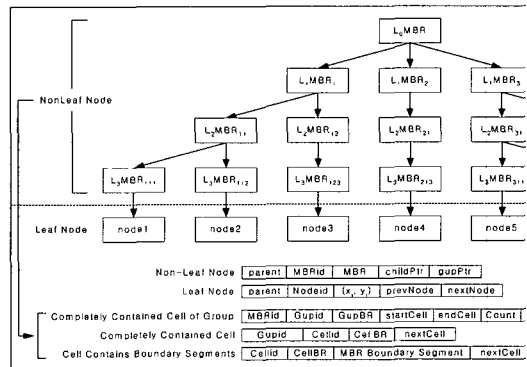 L₀MBR
L₁MBR₁ L₁MBR₂ L₁MBR₃
NonLeaf Node
L₂MBR₁₁ L₂MBR₁₂ L₂MBR₂₁ L₂MBR₃₁
L₃MBR₁₁₁ L₃MBR₁₁₂ L₃MBR₁₂₃ L₃MBR₂₁₃ L₃MBR₃₁₁
Leaf Node node1 node2 node3 node4 node5
Non-Leaf Node parent MBRid MBR childPtr gupPtr
Leaf Node parent Nodeid (xᵢ, yᵢ) prevNode nextNode
Completely Contained Cell of Group MBRid Gupid GupBR startCell endCell Count
Completely Contained Cell Gupid Cellid CellBR nextCell
Cell Contains Boundary Segments Cellid CellBR MBR Boundary Segment nextCell